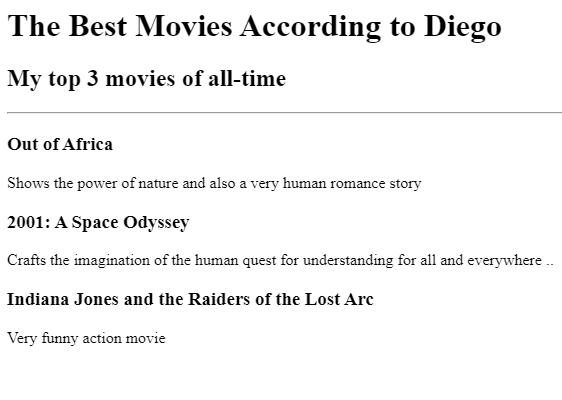 The Best Movies According to Diego
My top 3 movies of all-time
Out of Africa
Shows the power of nature and also a very human romance story
2001: A Space Odyssey
Crafts the imagination of the human quest for understanding for all and everywhere ..
Indiana Jones and the Raiders of the Lost Arc
Very funny action movie